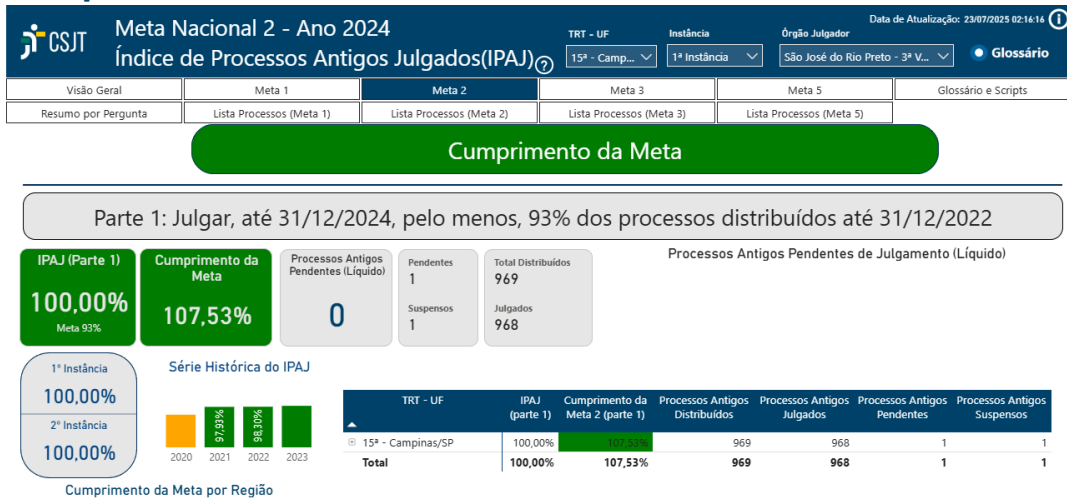 CSJT
Meta Nacional 2 - Ano 2024
Índice de Processos Antigos Julgados(IPAJ)
TRT - UF
15ª - Camp...
Instância
1ª Instância
Órgão Julgador
São José do Rio Preto - 3ª V...
Data de Atualização: 23/07/2025 02:16:16
Glossário
Visão Geral
Meta 1
Meta 2
Meta 3
Meta 5
Glossário e Scripts
Resumo por Pergunta
Lista Processos (Meta 1)
Lista Processos (Meta 2)
Lista Processos (Meta 3)
Lista Processos (Meta 5)
Cumprimento da Meta
Parte 1: Julgar, até 31/12/2024, pelo menos, 93% dos processos distribuídos até 31/12/2022
IPAJ (Parte 1)
100,00%
Meta 93%
Cumprimento da
Meta
107,53%
Processos Antigos
Pendentes (Líquido)
0
Pendentes
1
Suspensos
1
Total Distribuídos
969
Julgados
968
Processos Antigos Pendentes de Julgamento (Líquido)
1ª Instância
100,00%
2ª Instância
100,00%
Série Histórica do IPAJ
97,93%
98,30%
2020 2021 2022 2023
TRT - UF
IPAJ
(parte 1)
Cumprimento da
Meta 2 (parte 1)
Processos Antigos
Distribuídos
Processos Antigos
Julgados
Processos Antigos
Pendentes
Processos Antigos
Suspensos
15ª - Campinas/SP 100,00% 107,53% 969 968 1 1
Total 100,00% 107,53% 969 968 1 1
Cumprimento da Meta por Região